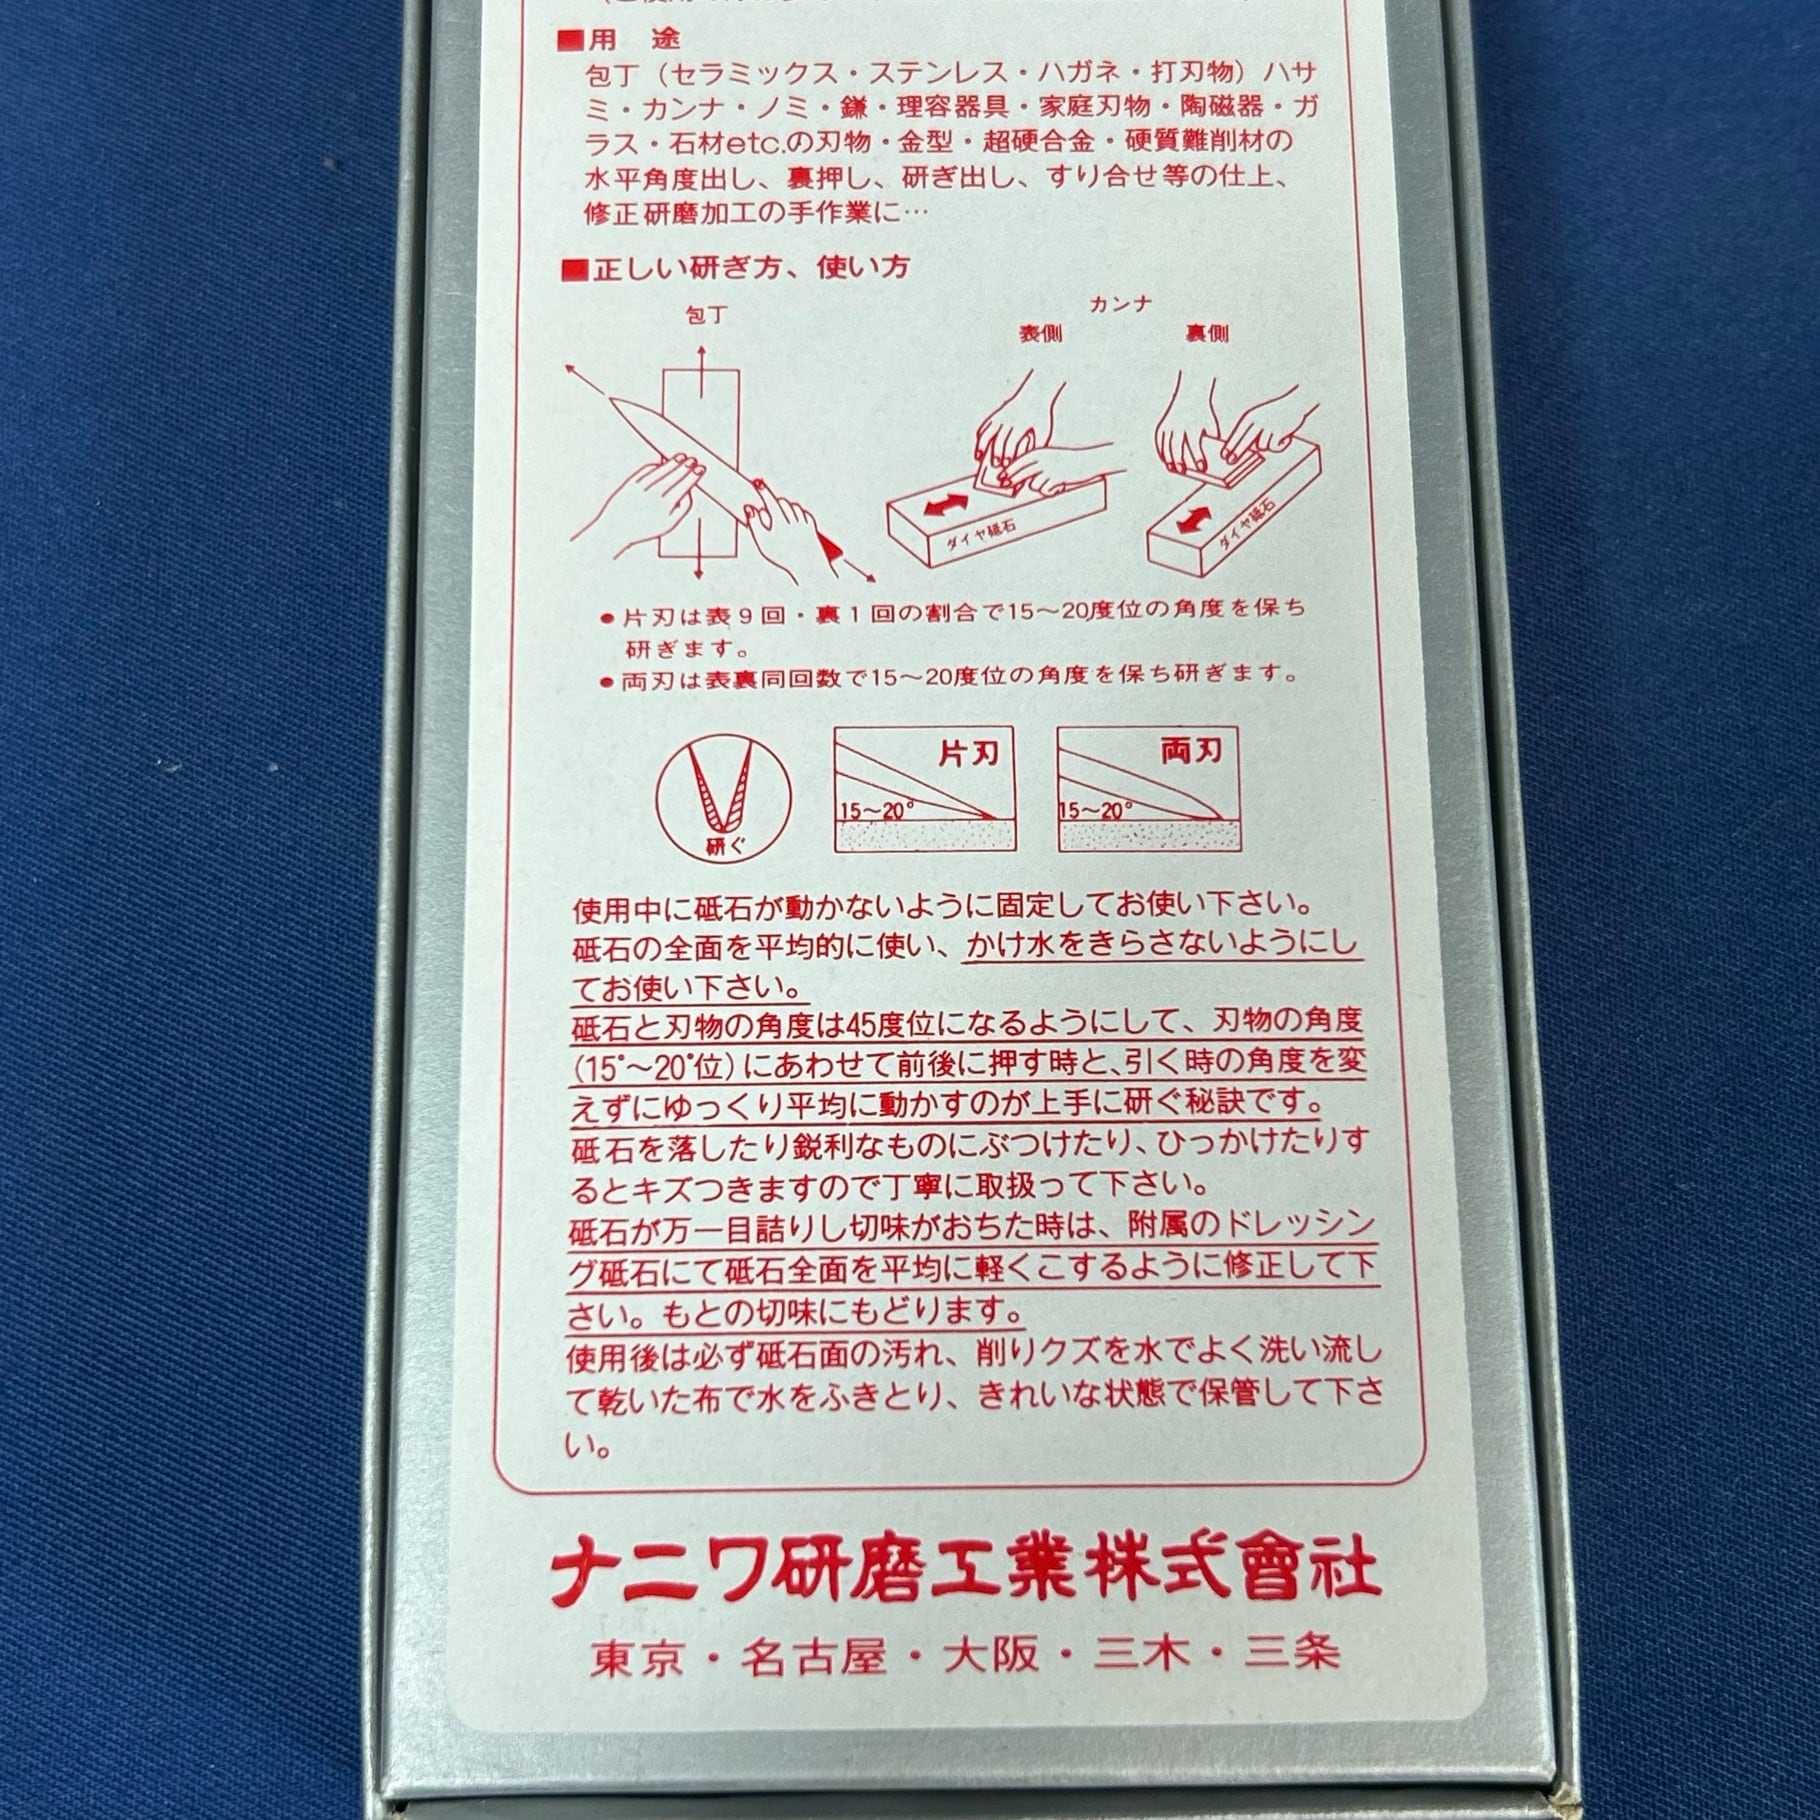 ■用　途
包丁（セラミックス・ステンレス・ハガネ・打刃物）ハサ
ミ・カンナ・ノミ・鎌・理容器具・家庭刃物・陶磁器・ガ
ラス・石材etc.の刃物・金型・超硬合金・硬質難削材の
水平角度出し、裏押し、研ぎ出し、すり合せ等の仕上、
修正研磨加工の手作業に…
■正しい研ぎ方、使い方
包丁
カンナ
表側
裏側
ダイヤ砥石
ダイヤ砥石
●片刃は表9回・裏1回の割合で15〜20度位の角度を保ち
研ぎます。
●両刃は表裏同回数で15〜20度位の角度を保ち研ぎます。
研ぐ
片刃
15〜20°
両刃
15〜20°
使用中に砥石が動かないように固定してお使い下さい。
砥石の全面を平均的に使い、かけ水をきらさないようにし
てお使い下さい。
砥石と刃物の角度は45度位になるようにして、刃物の角度
(15°〜20°位)にあわせて前後に押す時と、引く時の角度を変
えずにゆっくり平均に動かすのが上手に研ぐ秘訣です。
砥石を落したり鋭利なものにぶつけたり、ひっかけたりす
るとキズつきますので丁寧に取扱って下さい。
砥石が万一目詰りし切味がおちた時は、附属のドレッシン
グ砥石にて砥石全面を平均に軽くこするように修正して下
さい。もとの切味にもどります。
使用後は必ず砥石面の汚れ、削りクズを水でよく洗い流し
て乾いた布で水をふきとり、きれいな状態で保管して下さ
い。
ナニワ研磨工業株式會社
東京・名古屋・大阪・三木・三条